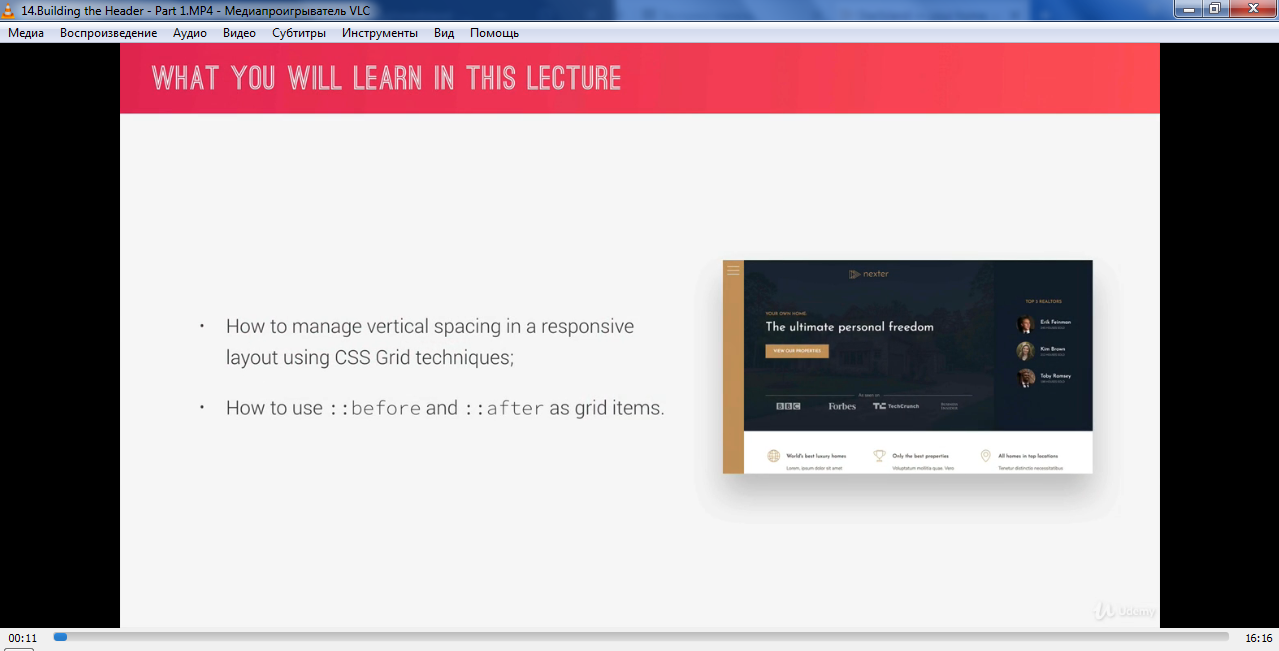 14.Building the Header - Part 1.MP4 - Медиапроигрыватель VLC
Медиа Воспроизведение Аудио Видео Субтитры Инструменты Вид Помощь
WHAT YOU WILL LEARN IN THIS LECTURE
· How to manage vertical spacing in a responsive
layout using CSS Grid techniques;
· How to use ::before and ::after as grid items.
nexter
YOUR OWN HOME
The ultimate personal freedom
VIEW OUR PROPERTIES
As seen on
BBC Forbes TC TechCrunch
TOP 3 REALTORS
Erik Feinman
Kim Brown
Toby Ramsey
World's best luxury homes
Lorem, ipsum dolor sit amet
Only the best properties
Voluptatum mollitia quae. Vero
All homes in top locations
Tenetur distinctio necessitatibus
Udemy
00:11 16:16